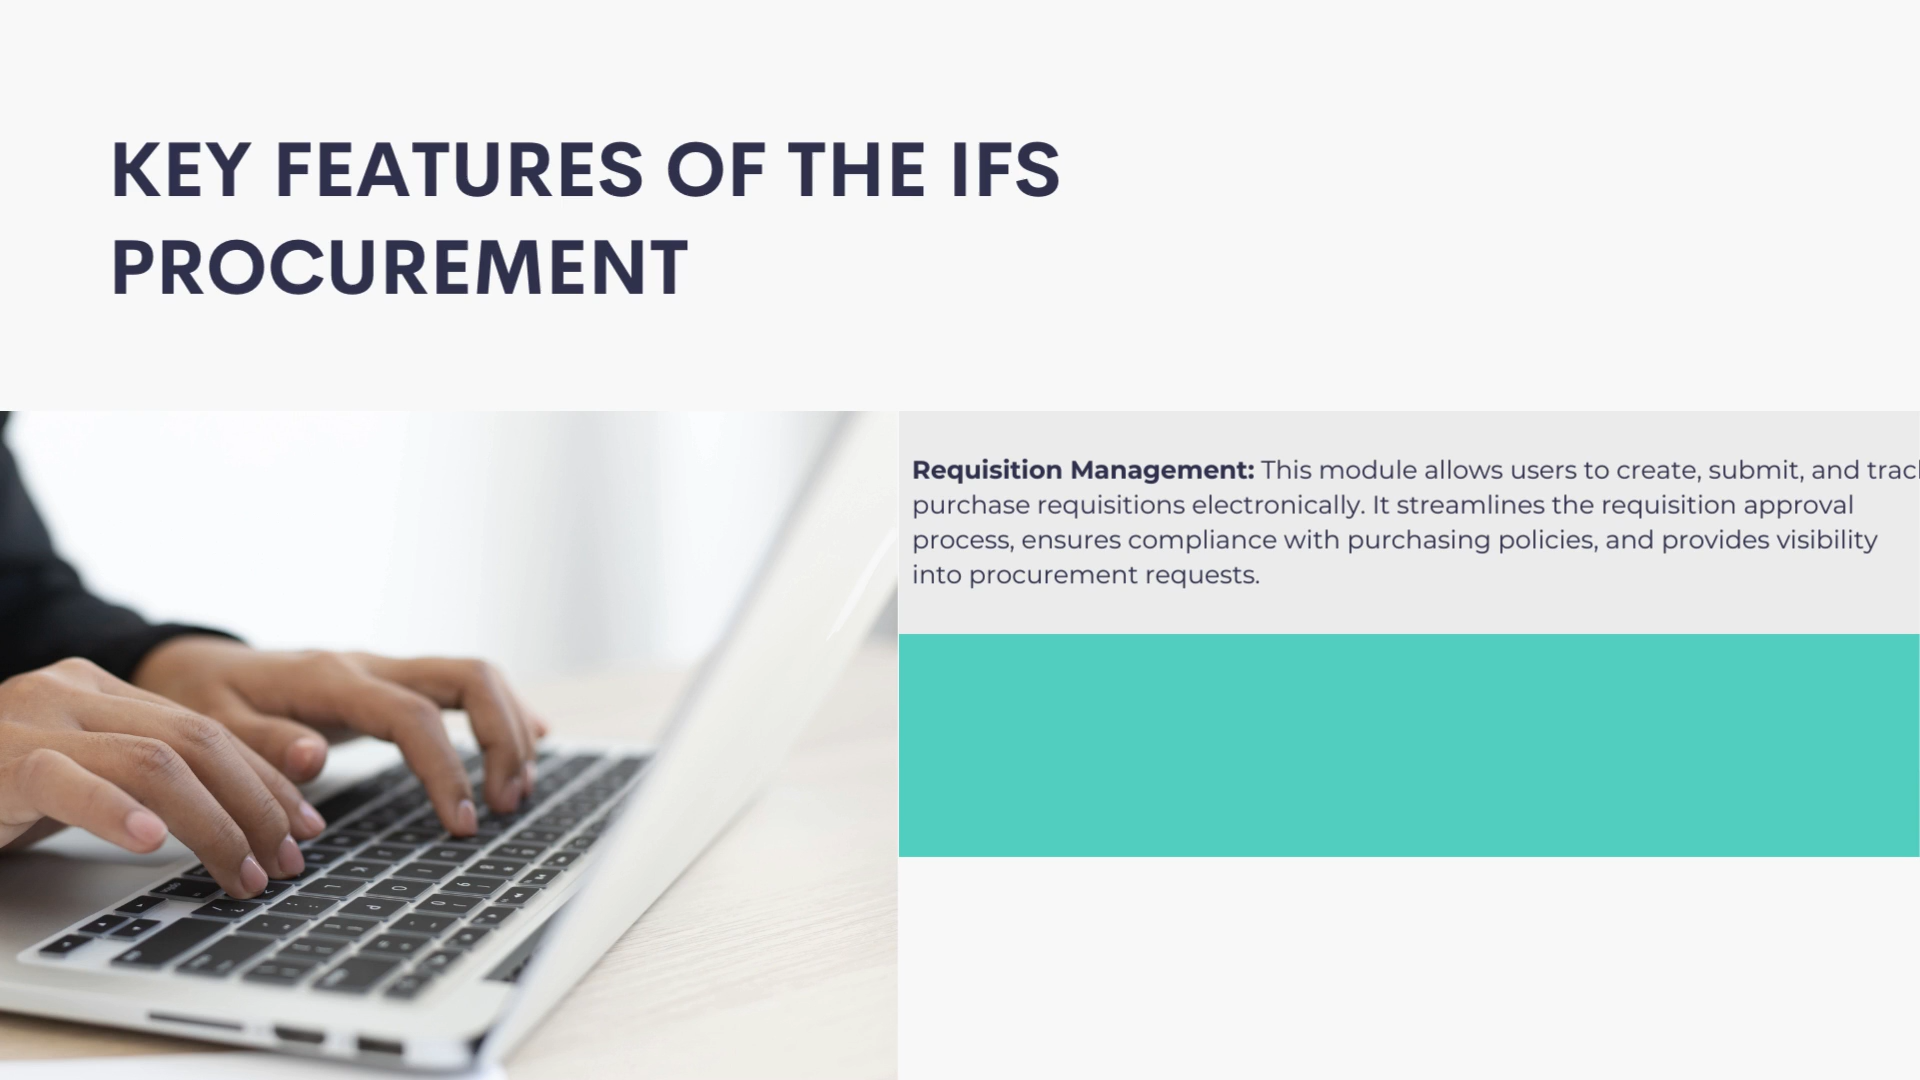 KEY FEATURES OF THE IFS
PROCUREMENT
Requisition Management: This module allows users to create, submit, and track
purchase requisitions electronically. It streamlines the requisition approval
process, ensures compliance with purchasing policies, and provides visibility
into procurement requests.